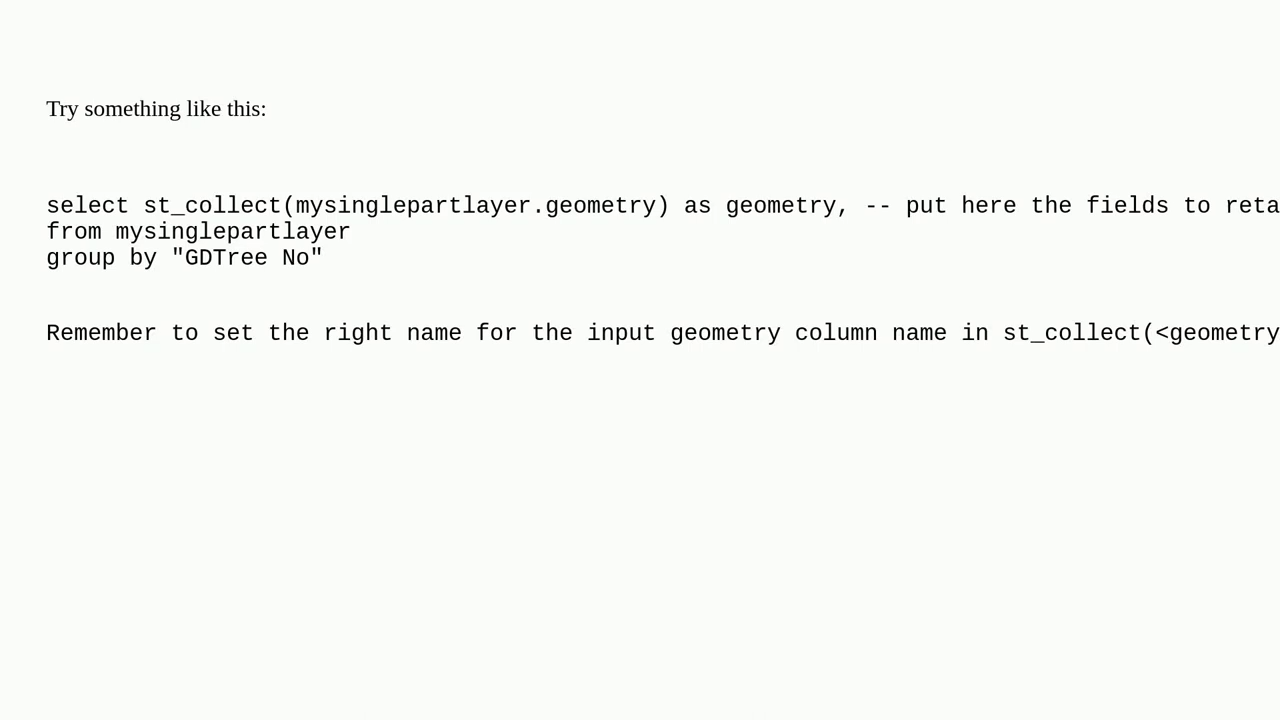 Try something like this:
select st_collect(mysinglepartlayer.geometry) as geometry, -- put here the fields to reta
from mysinglepartlayer
group by "GDTree No"
Remember to set the right name for the input geometry column name in st_collect(<geometry